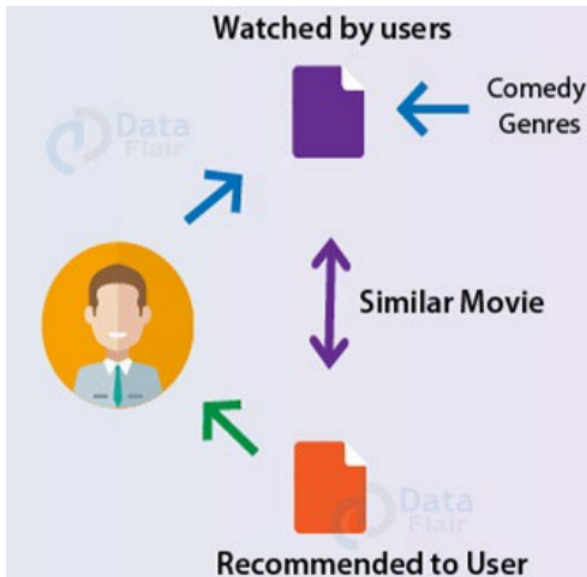 Watched by users
Comedy
Genres
Data
Flair
Similar Movie
Data
Flair
Recommended to User